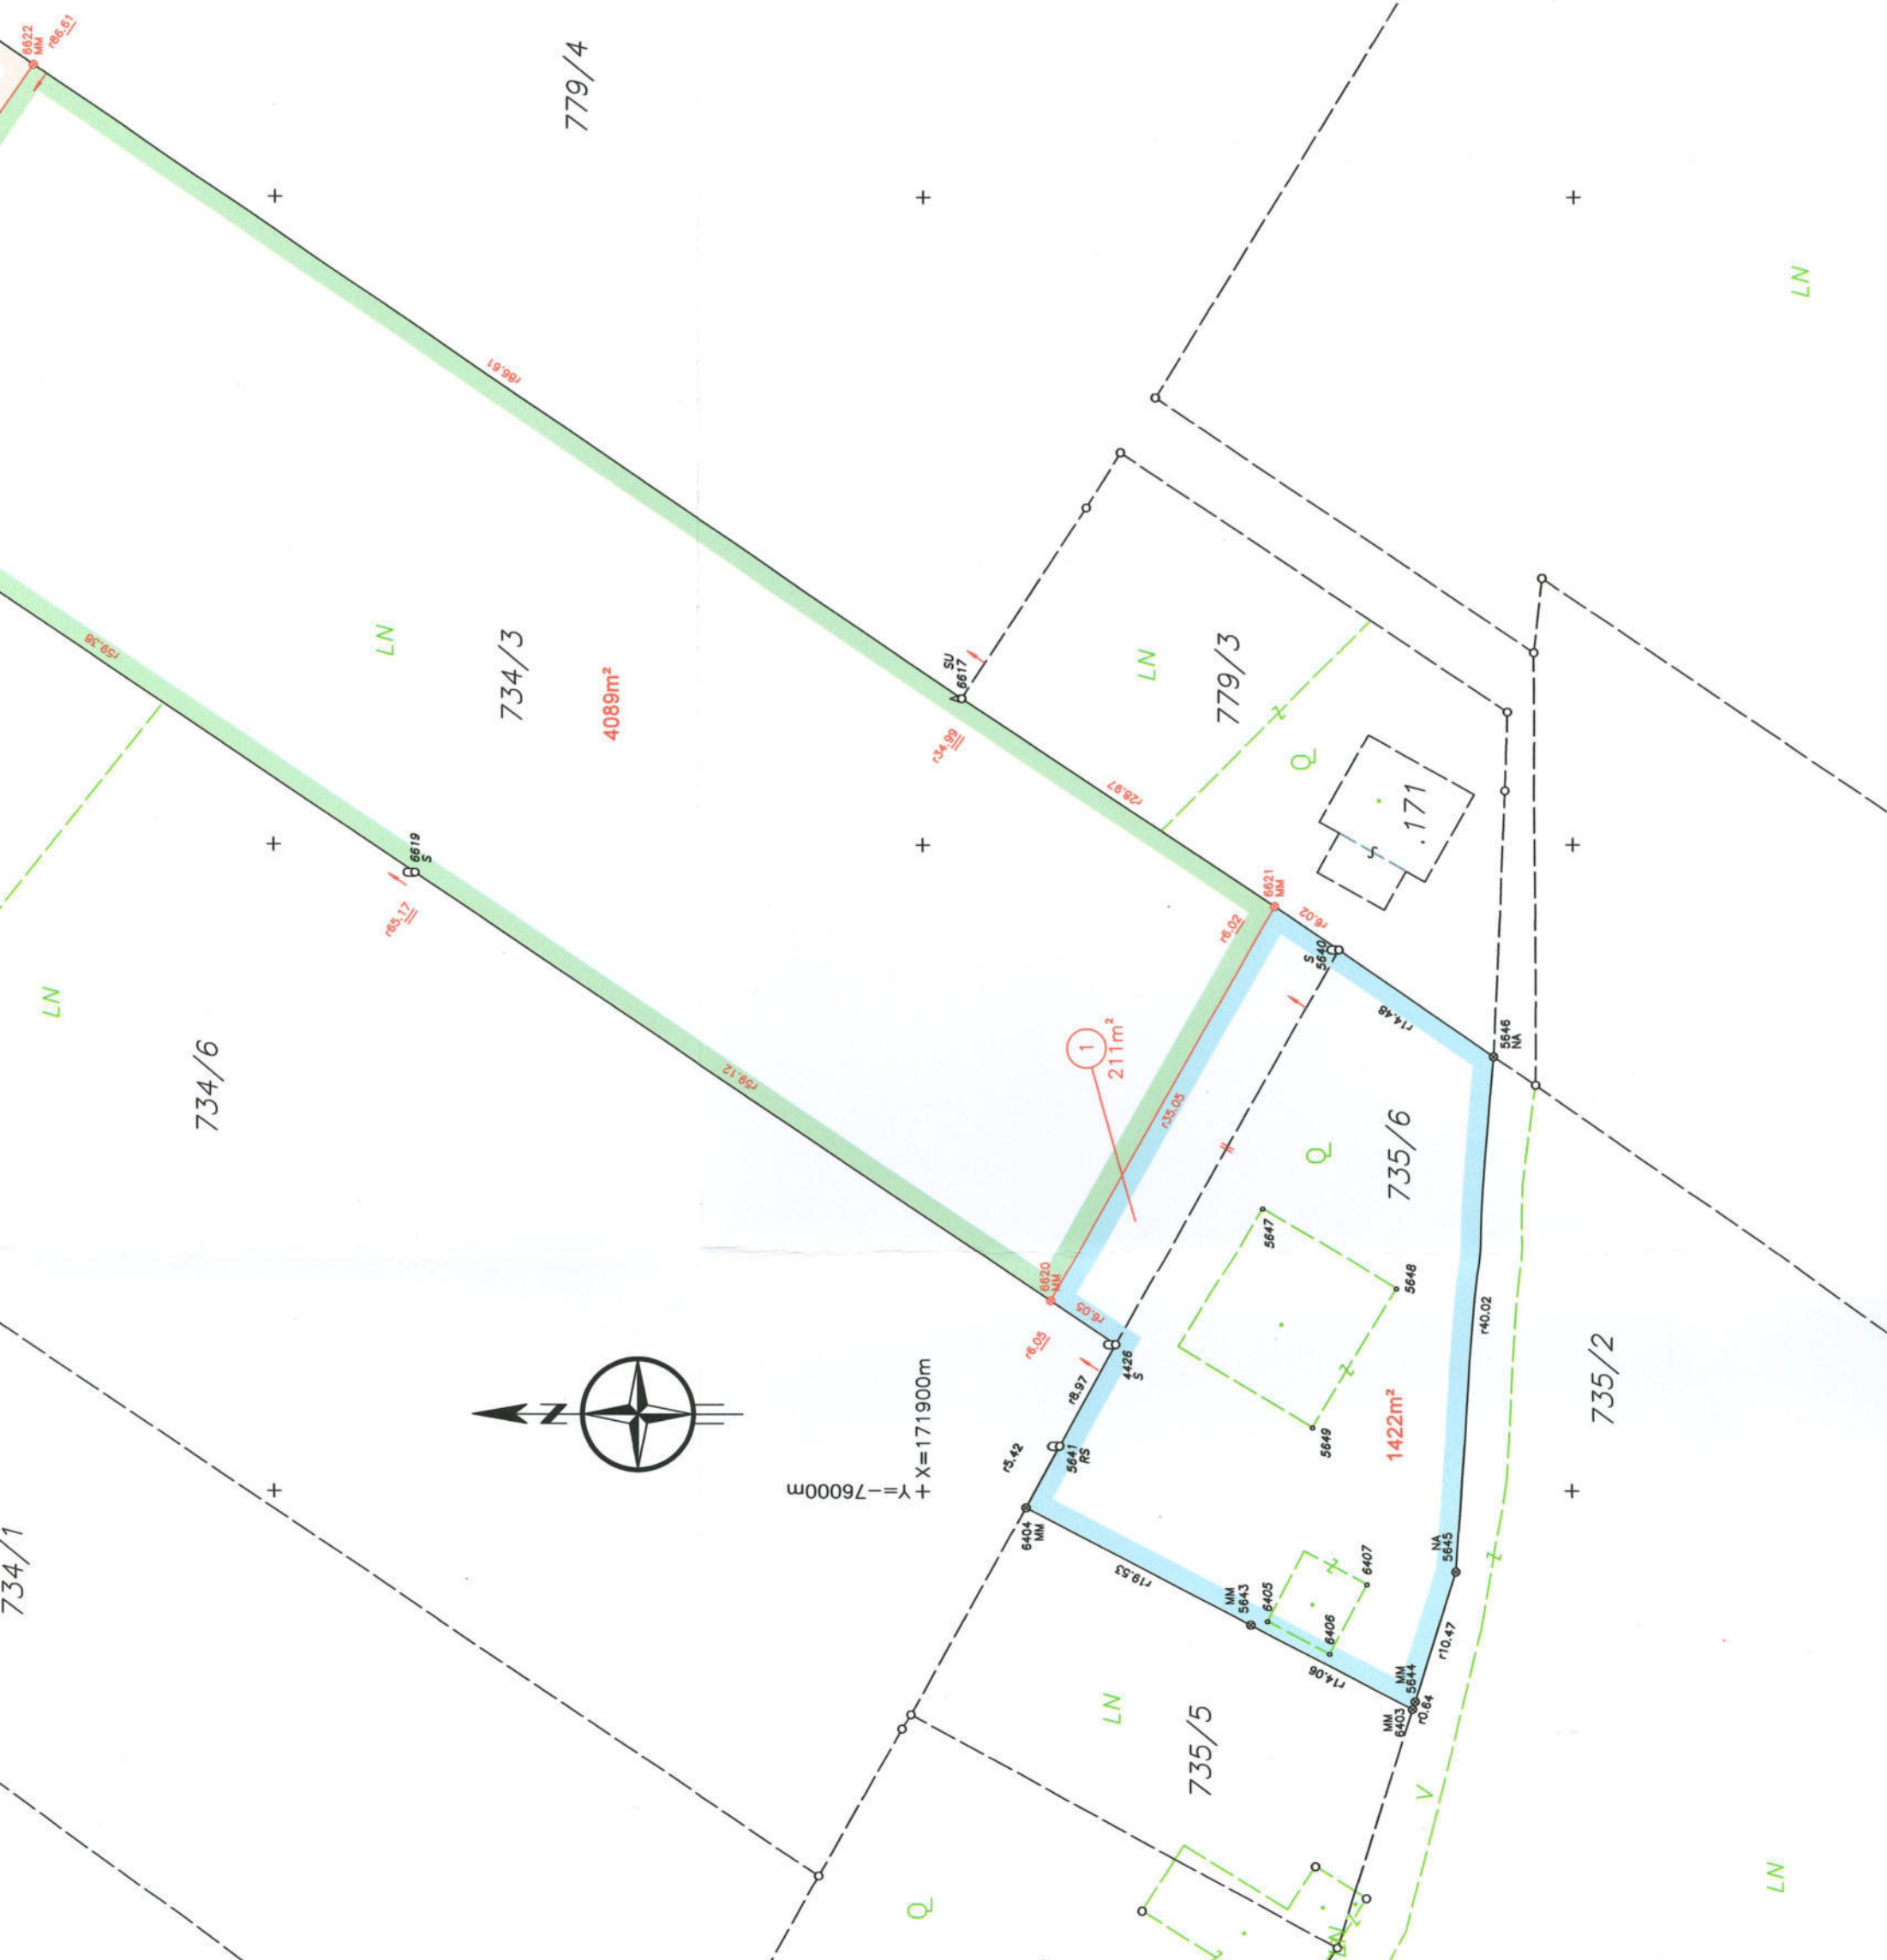 6622
MM
r86.61
779/4
r86.61
LN
r59.38
LN
734/3
4089m²
6619
S
r65.17
SU
6617
r34.99
r28.97
LN
779/3
Q
.171
LN
734/6
r59.12
6621
MM
r6.02
r6.02
S
5640
1
211m²
r35.05
r14.48
5646
NA
735/6
Q
5647
5648
5649
6620
MM
r6.05
r6.05
4426
S
r8.97
5641
RS
r5.42
6404
MM
N
Y=-76000m
X=171900m
734/1
r19.53
MM
5643
6405
6406
6407
1422m²
r40.02
735/2
NA
5645
r10.47
MM
5644
r0.64
MM
6403
r14.06
LN
735/5
V
Q
LN
LN